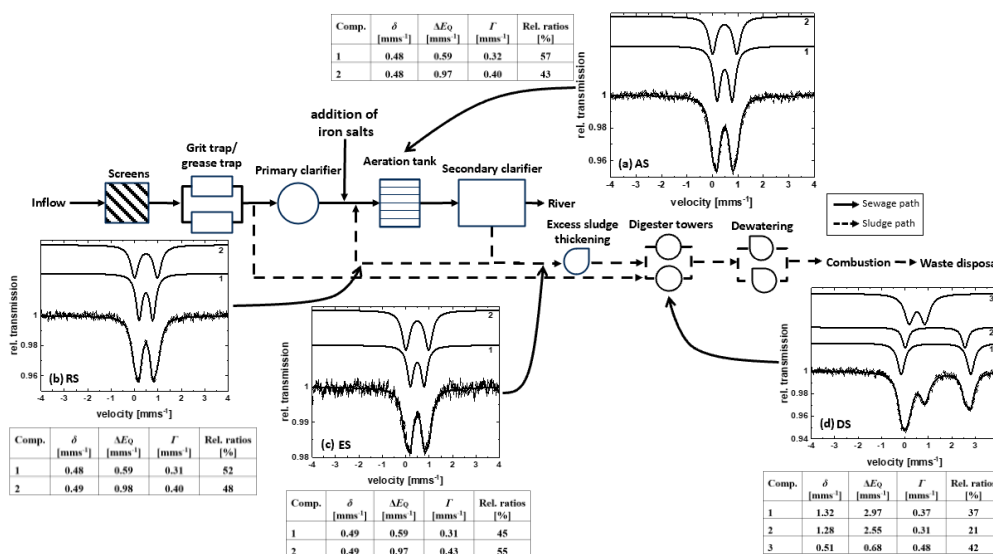 Comp. δ [mms⁻¹] ΔE_Q [mms⁻¹] Γ [mms⁻¹] Rel. ratios [%]
1 0.48 0.59 0.32 57
2 0.48 0.97 0.40 43
2
1
rel. transmission
1
0.98
0.96
(a) AS
-4 -3 -2 -1 0 1 2 3 4
velocity [mms⁻¹]
addition of
iron salts
Grit trap/
grease trap
Screens
Primary clarifier
Aeration tank
Secondary clarifier
Inflow
River
Sewage path
Sludge path
Excess sludge
thickening
Digester towers
Dewatering
Combustion
Waste disposal
2
1
rel. transmission
1
0.98
0.96
(b) RS
-4 -3 -2 -1 0 1 2 3 4
velocity [mms⁻¹]
Comp. δ [mms⁻¹] ΔE_Q [mms⁻¹] Γ [mms⁻¹] Rel. ratios [%]
1 0.48 0.59 0.31 52
2 0.49 0.98 0.40 48
2
1
rel. transmission
1
0.99
0.98
(c) ES
-4 -3 -2 -1 0 1 2 3 4
velocity [mms⁻¹]
Comp. δ [mms⁻¹] ΔE_Q [mms⁻¹] Γ [mms⁻¹] Rel. ratios [%]
1 0.49 0.59 0.31 45
2 0.49 0.97 0.43 55
3
2
1
rel. transmission
1
0.98
0.96
0.94
(d) DS
-4 -3 -2 -1 0 1 2 3 4
velocity [mms⁻¹]
Comp. δ [mms⁻¹] ΔE_Q [mms⁻¹] Γ [mms⁻¹] Rel. ratios [%]
1 1.32 2.97 0.37 37
2 1.28 2.55 0.31 21
3 0.51 0.68 0.48 42